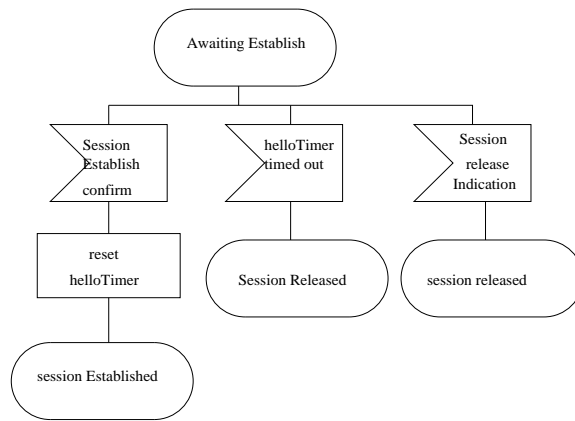 Awaiting Establish
Session
Establish
confirm
helloTimer
timed out
Session
release
Indication
reset
helloTimer
Session Released
session released
session Established